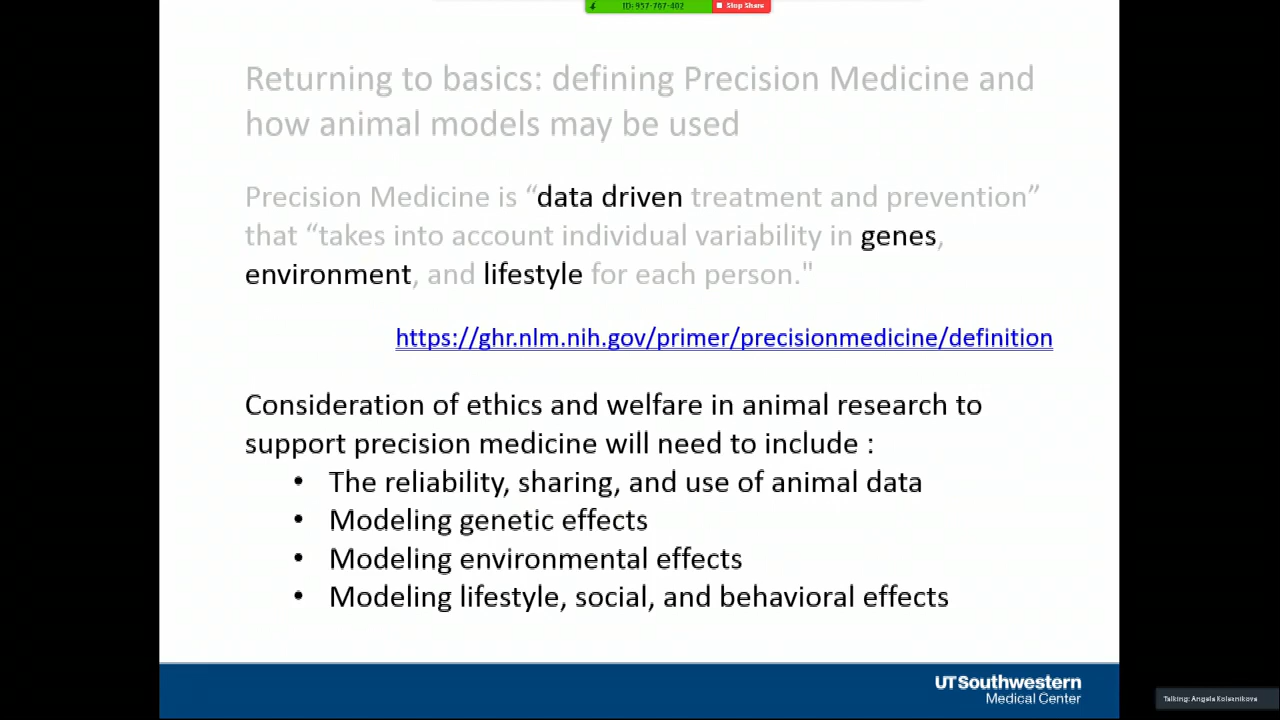 ID: 957-767-402 Stop Share
Returning to basics: defining Precision Medicine and
how animal models may be used
Precision Medicine is “data driven treatment and prevention”
that “takes into account individual variability in genes,
environment, and lifestyle for each person."
https://ghr.nlm.nih.gov/primer/precisionmedicine/definition
Consideration of ethics and welfare in animal research to
support precision medicine will need to include :
• The reliability, sharing, and use of animal data
• Modeling genetic effects
• Modeling environmental effects
• Modeling lifestyle, social, and behavioral effects
UTSouthwestern
Medical Center
Talking: Angela Kolesnikova